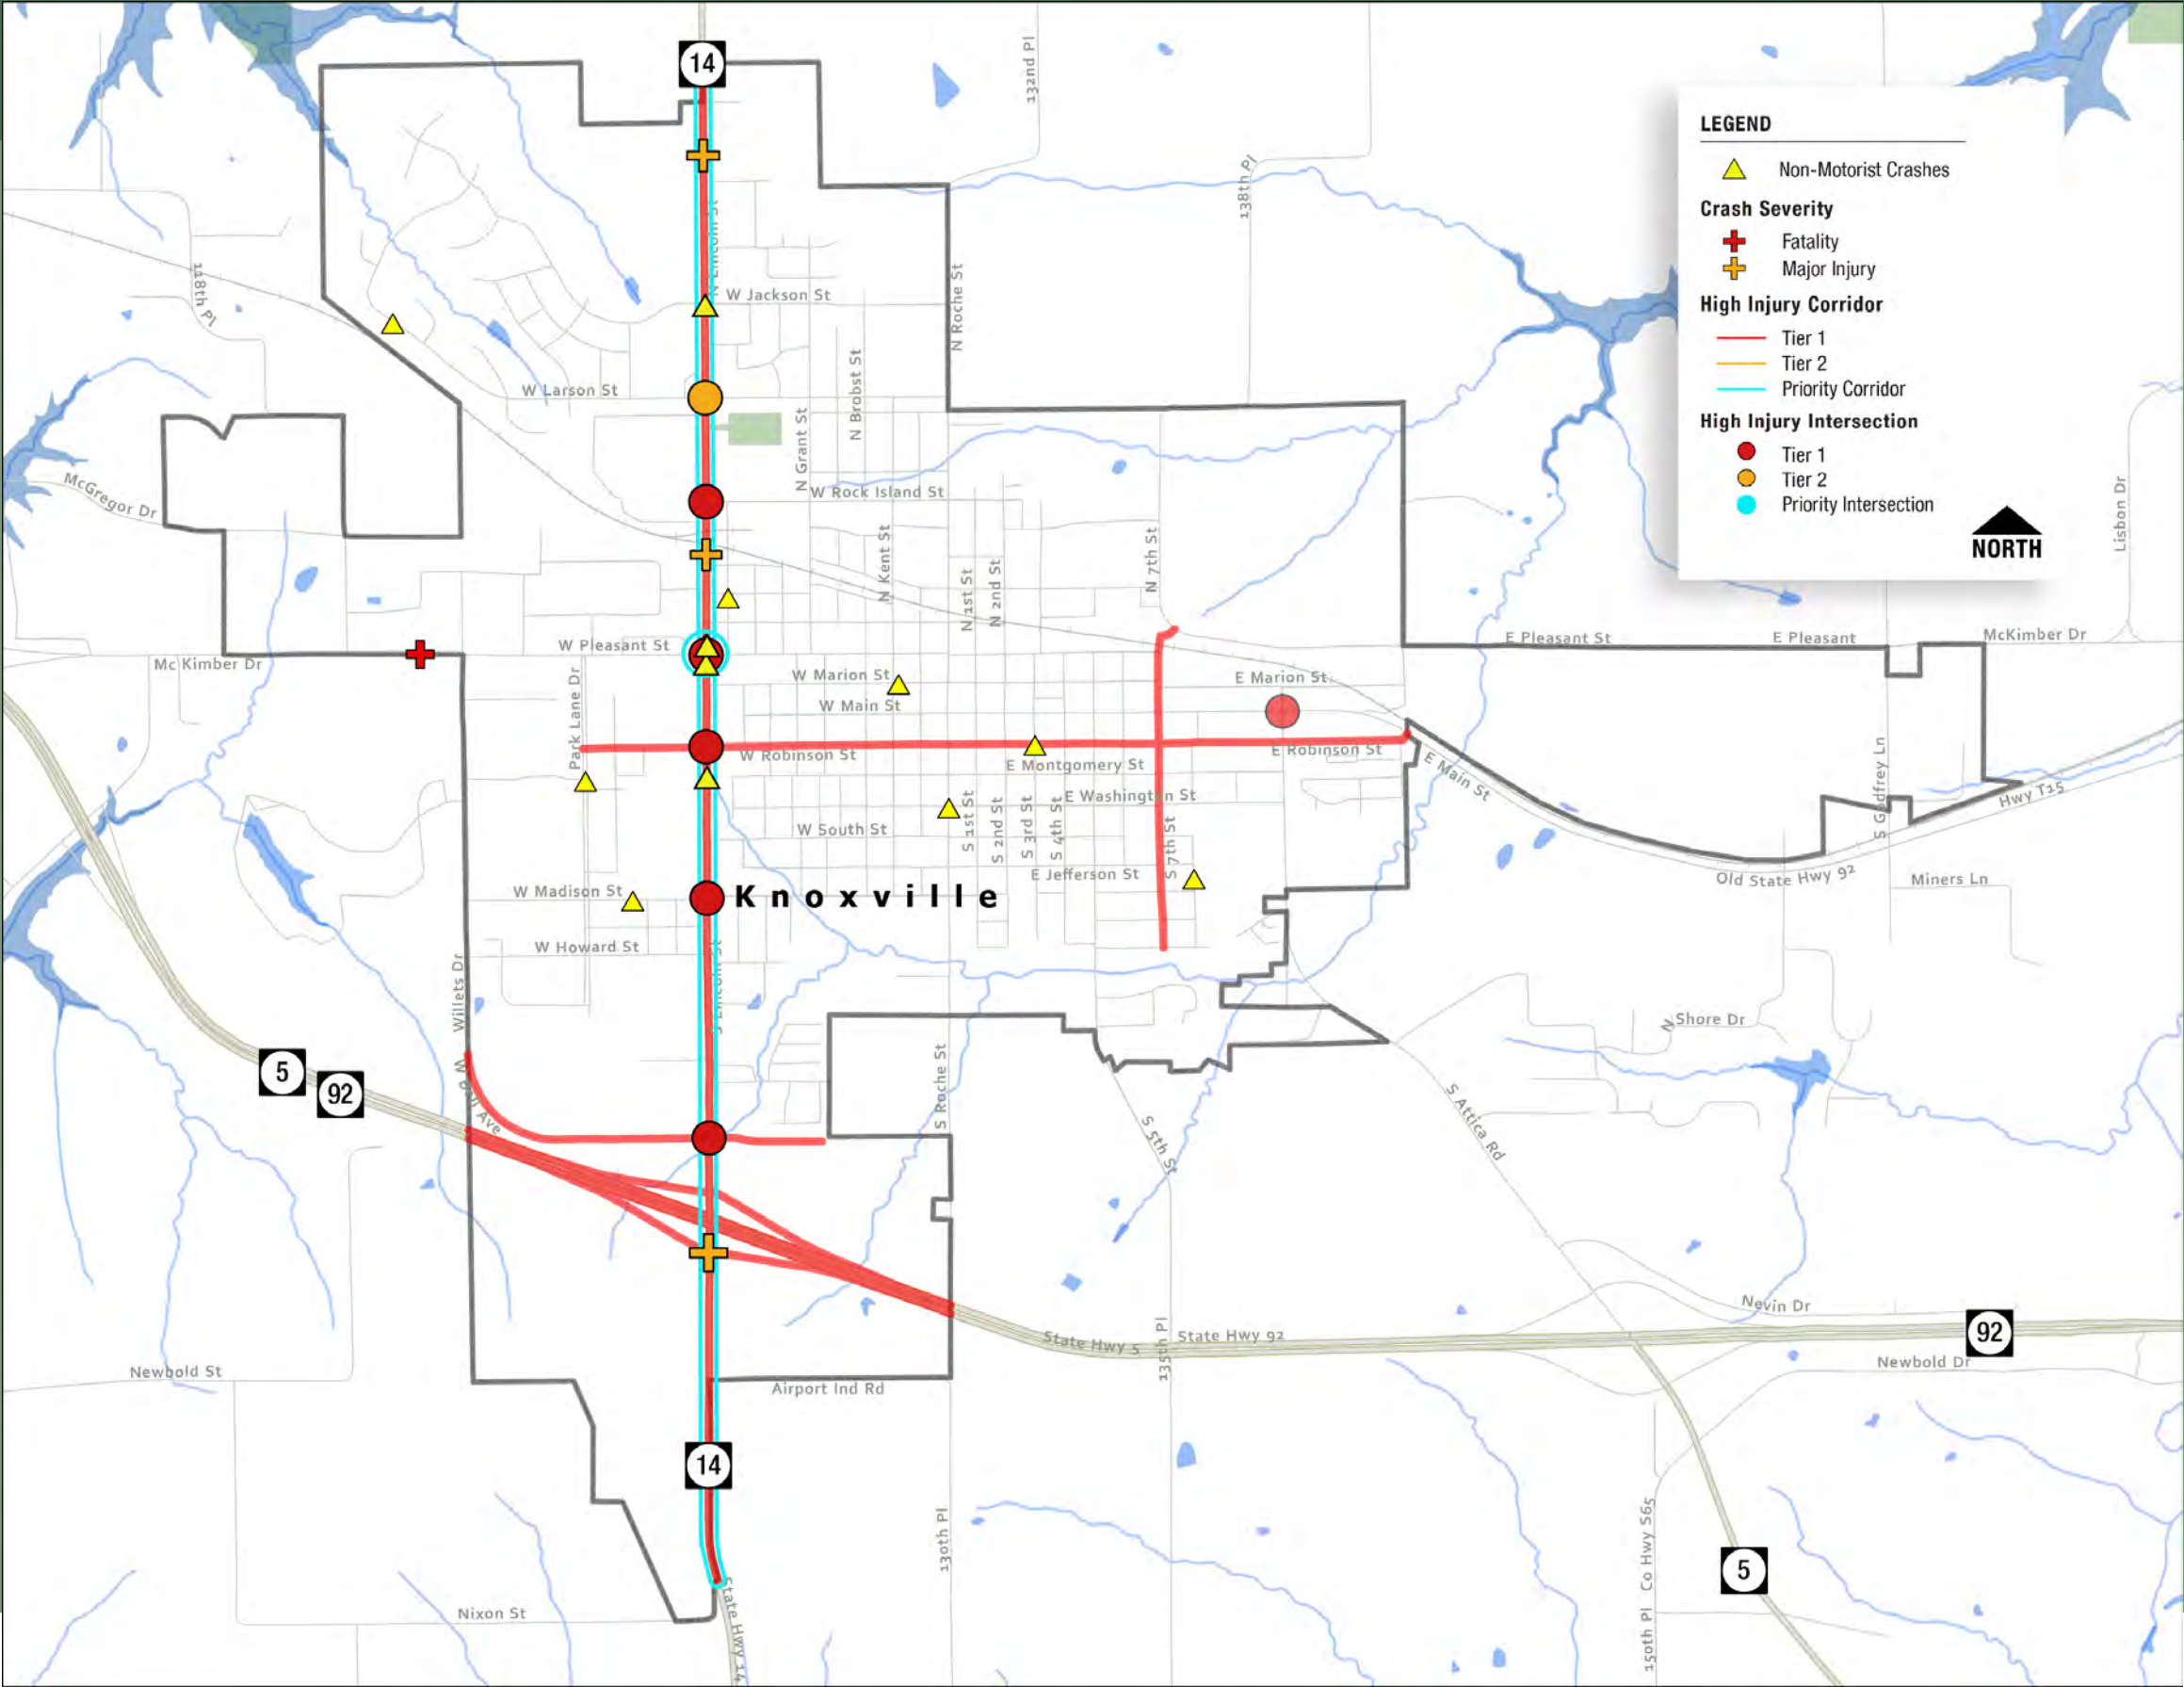 14
132nd Pl
138th Pl
LEGEND
Non-Motorist Crashes
Crash Severity
Fatality
Major Injury
High Injury Corridor
Tier 1
Tier 2
Priority Corridor
High Injury Intersection
Tier 1
Tier 2
Priority Intersection
NORTH
118th Pl
W Jackson St
N Roche St
W Larson St
N Brobst St
N Grant St
McGregor Dr
W Rock Island St
N Kent St
N 7th St
Lisbon Dr
N 1st St
N 2nd St
W Pleasant St
E Pleasant St
E Pleasant
McKimber Dr
Mc Kimber Dr
Park Lane Dr
W Marion St
E Marion St
W Main St
W Robinson St
E Robinson St
E Montgomery St
E Main St
E Washington St
S Godfrey Ln
Hwy T15
W South St
S 1st St
S 2nd St
S 3rd St
S 4th St
S 7th St
E Jefferson St
Old State Hwy 92
Miners Ln
W Madison St
Knoxville
W Howard St
Willets Dr
S Lincoln St
N Shore Dr
5
92
S Roche St
S 5th St
S Attica Rd
Nevin Dr
State Hwy 5
State Hwy 92
92
135th Pl
Newbold St
Newbold Dr
Airport Ind Rd
14
130th Pl
Co Hwy S65
150th Pl
5
Nixon St
State Hwy 14